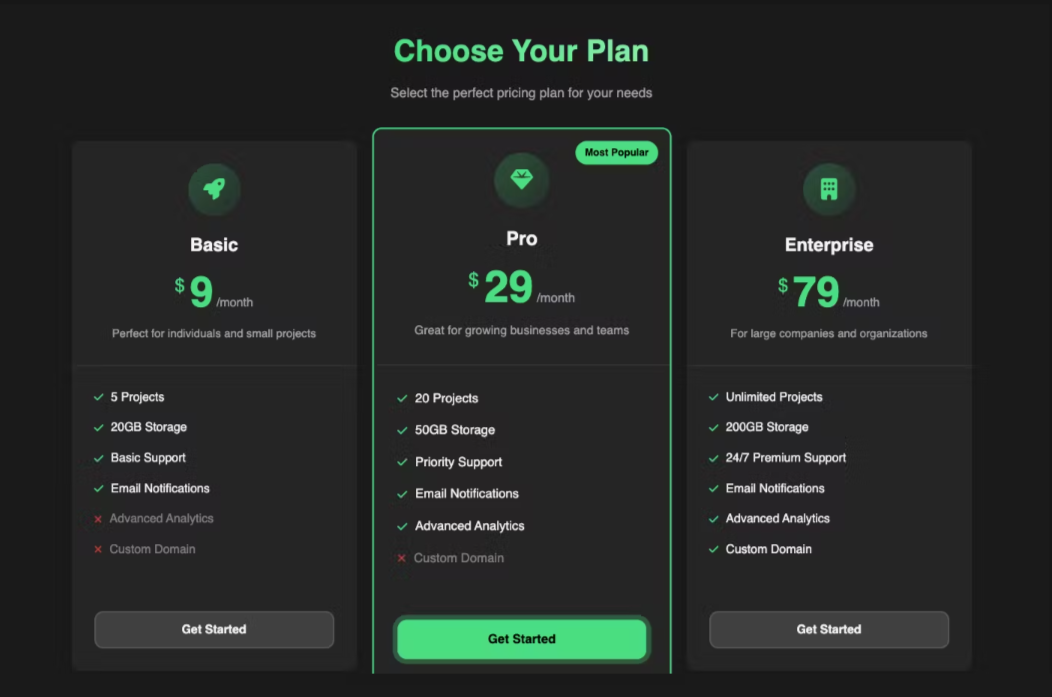 Choose Your Plan
Select the perfect pricing plan for your needs
Basic
$9/month
Perfect for individuals and small projects
5 Projects
20GB Storage
Basic Support
Email Notifications
Advanced Analytics
Custom Domain
Get Started
Most Popular
Pro
$29/month
Great for growing businesses and teams
20 Projects
50GB Storage
Priority Support
Email Notifications
Advanced Analytics
Custom Domain
Get Started
Enterprise
$79/month
For large companies and organizations
Unlimited Projects
200GB Storage
24/7 Premium Support
Email Notifications
Advanced Analytics
Custom Domain
Get Started